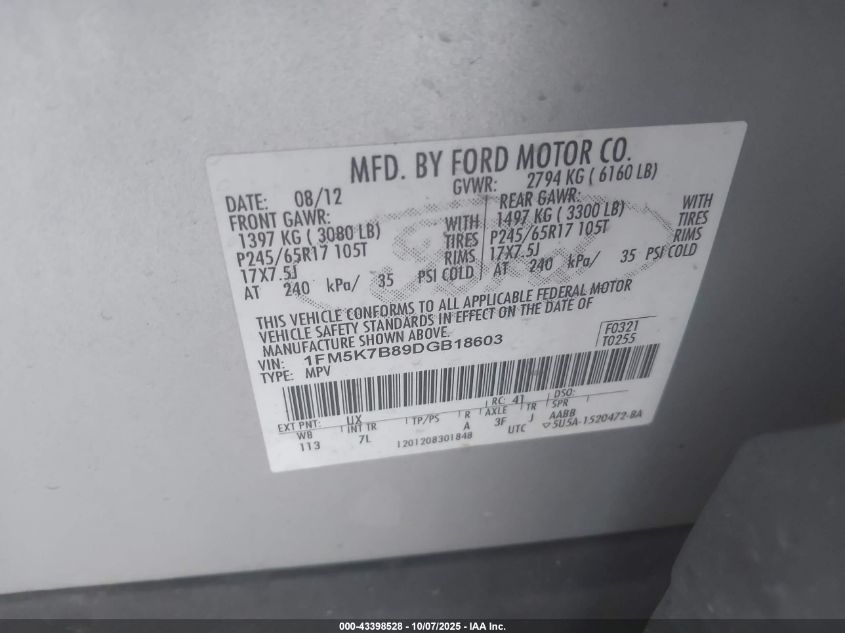 MFD. BY FORD MOTOR CO.
DATE: 08/12 GVWR: 2794 KG ( 6160 LB)
FRONT GAWR: REAR GAWR:
1397 KG ( 3080 LB) WITH 1497 KG ( 3300 LB) WITH
P245/65R17 105T TIRES P245/65R17 105T TIRES
17X7.5J RIMS 17X7.5J RIMS
AT 240 kPa/ 35 PSI COLD AT 240 kPa/ 35 PSI COLD
THIS VEHICLE CONFORMS TO ALL APPLICABLE FEDERAL MOTOR
VEHICLE SAFETY STANDARDS IN EFFECT ON THE DATE OF
MANUFACTURE SHOWN ABOVE.
VIN: 1FM5K7B89DGB18603 F0321
TYPE: MPV T0255
EXT PNT: UX RC: 41 DSO:
WB INT TR TP/PS R AXLE TR SPR
113 7L A 3F J AABB
1201208301848 UTC ▽5U5A-1520472-BA
000-43398528 - 10/07/2025 - IAA Inc.